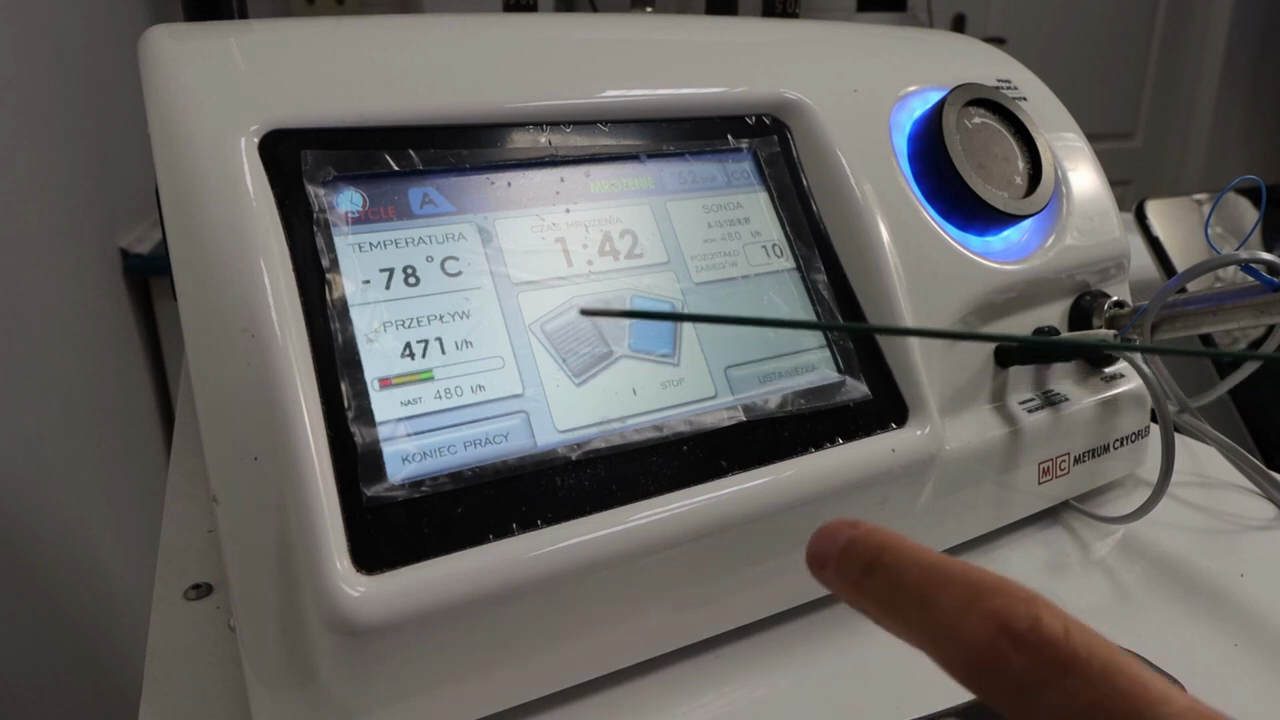 CYCLE
A
MROŻENIE
TEMPERATURA
-78°C
PRZEPŁYW
471 l/h
NAST. 480 l/h
KONIEC PRACY
CZAS MROŻENIA
1:42
I STOP
SONDA
480 l/h
POZOSTAŁO
ZABIEGÓW
10
USTAWIENIA
MC METRUM CRYOFLEX